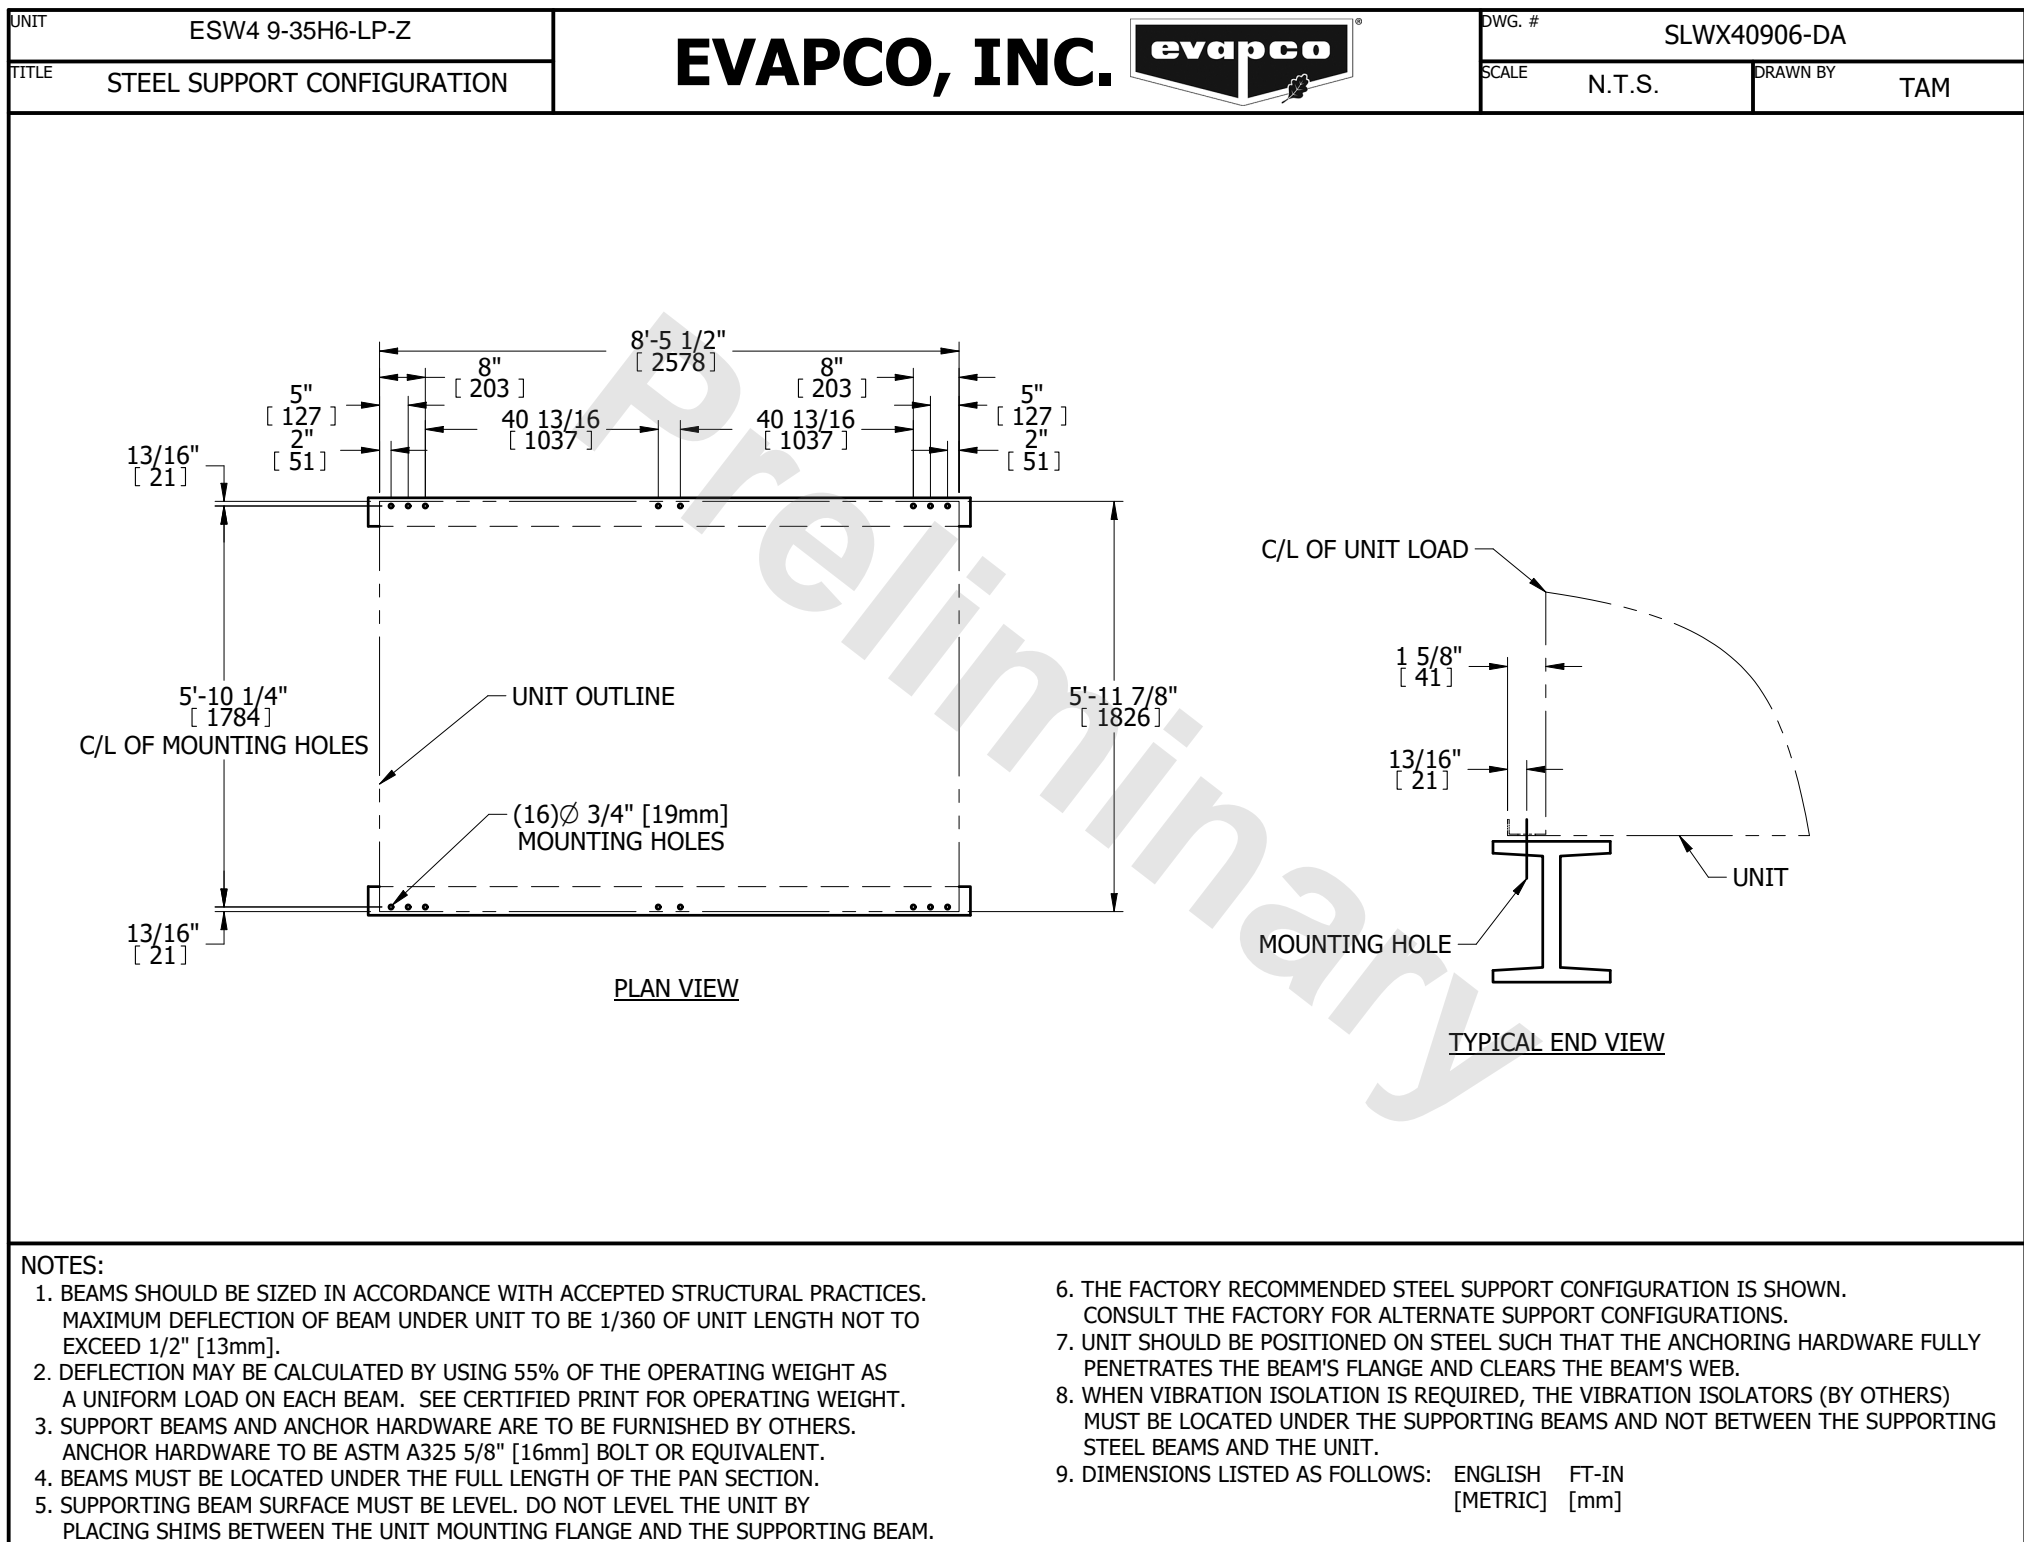 UNIT
ESW4 9-35H6-LP-Z
TITLE
STEEL SUPPORT CONFIGURATION
EVAPCO, INC.
evapco
®
DWG. #
SLWX40906-DA
SCALE
N.T.S.
DRAWN BY
TAM
8'-5 1/2"
[ 2578]
8"
[ 203 ]
8"
[ 203 ]
5"
[ 127 ]
5"
[ 127 ]
40 13/16
[ 1037 ]
40 13/16
[ 1037 ]
2"
[ 51]
2"
[ 51]
13/16"
[ 21]
5'-10 1/4"
[ 1784]
C/L OF MOUNTING HOLES
UNIT OUTLINE
5'-11 7/8"
[ 1826]
(16)∅ 3/4" [19mm]
MOUNTING HOLES
13/16"
[ 21]
PLAN VIEW
C/L OF UNIT LOAD
1 5/8"
[ 41]
13/16"
[ 21]
UNIT
MOUNTING HOLE
TYPICAL END VIEW
Preliminary
NOTES:
1. BEAMS SHOULD BE SIZED IN ACCORDANCE WITH ACCEPTED STRUCTURAL PRACTICES.
MAXIMUM DEFLECTION OF BEAM UNDER UNIT TO BE 1/360 OF UNIT LENGTH NOT TO
EXCEED 1/2" [13mm].
2. DEFLECTION MAY BE CALCULATED BY USING 55% OF THE OPERATING WEIGHT AS
A UNIFORM LOAD ON EACH BEAM. SEE CERTIFIED PRINT FOR OPERATING WEIGHT.
3. SUPPORT BEAMS AND ANCHOR HARDWARE ARE TO BE FURNISHED BY OTHERS.
ANCHOR HARDWARE TO BE ASTM A325 5/8" [16mm] BOLT OR EQUIVALENT.
4. BEAMS MUST BE LOCATED UNDER THE FULL LENGTH OF THE PAN SECTION.
5. SUPPORTING BEAM SURFACE MUST BE LEVEL. DO NOT LEVEL THE UNIT BY
PLACING SHIMS BETWEEN THE UNIT MOUNTING FLANGE AND THE SUPPORTING BEAM.
6. THE FACTORY RECOMMENDED STEEL SUPPORT CONFIGURATION IS SHOWN.
CONSULT THE FACTORY FOR ALTERNATE SUPPORT CONFIGURATIONS.
7. UNIT SHOULD BE POSITIONED ON STEEL SUCH THAT THE ANCHORING HARDWARE FULLY
PENETRATES THE BEAM'S FLANGE AND CLEARS THE BEAM'S WEB.
8. WHEN VIBRATION ISOLATION IS REQUIRED, THE VIBRATION ISOLATORS (BY OTHERS)
MUST BE LOCATED UNDER THE SUPPORTING BEAMS AND NOT BETWEEN THE SUPPORTING
STEEL BEAMS AND THE UNIT.
9. DIMENSIONS LISTED AS FOLLOWS: ENGLISH FT-IN
[METRIC] [mm]